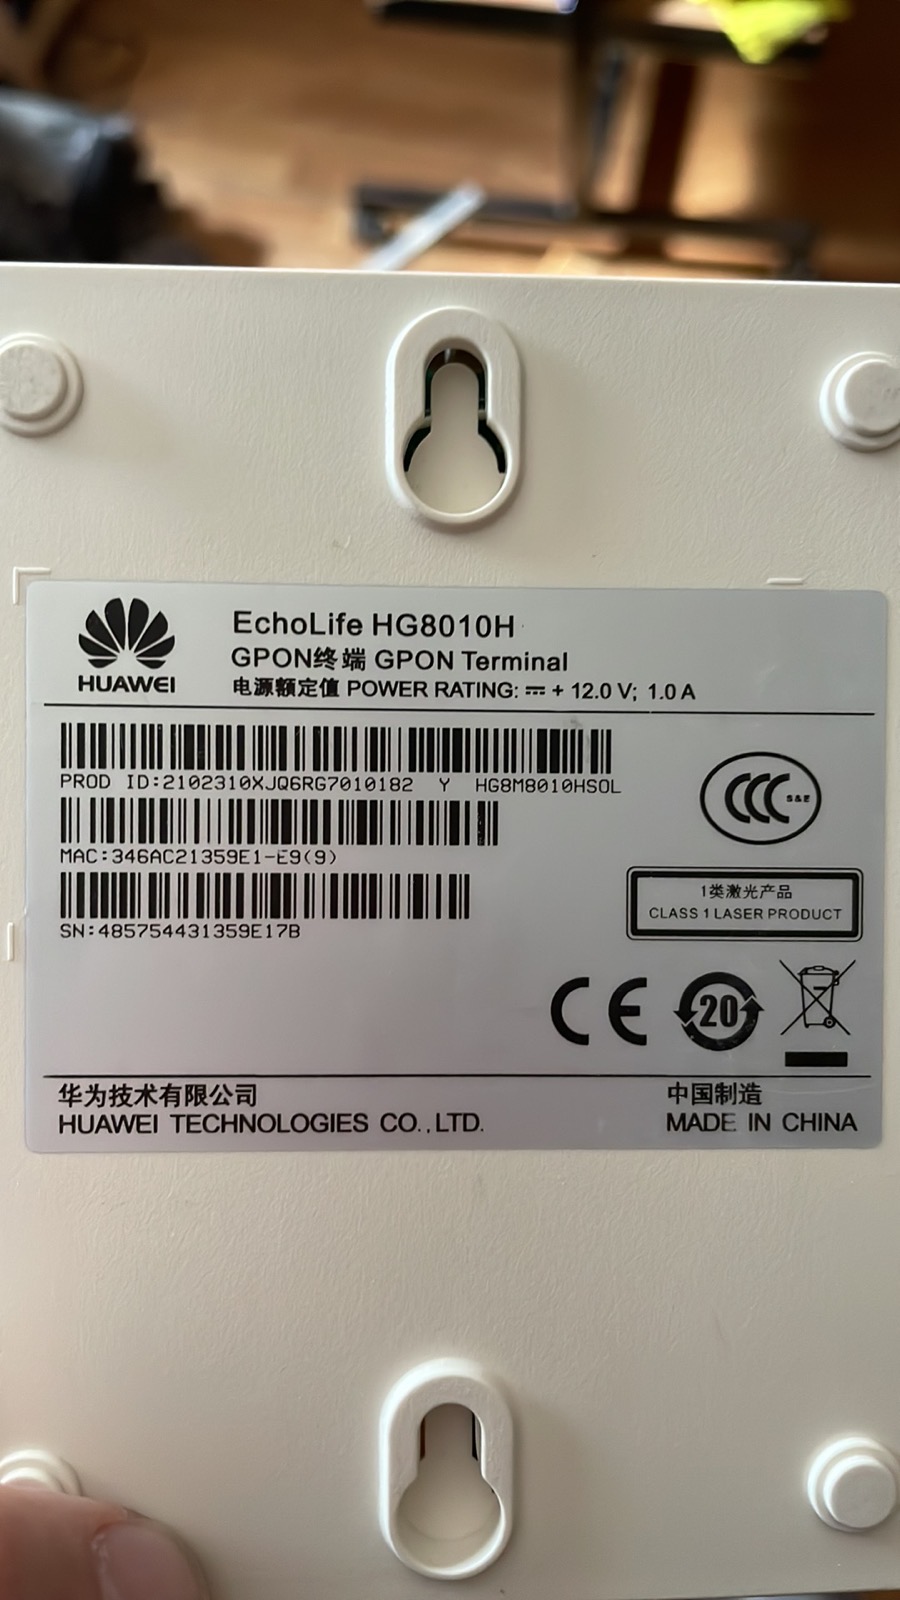 HUAWEI
EchoLife HG8010H
GPON终端 GPON Terminal
电源额定值 POWER RATING: ⎓ + 12.0 V; 1.0 A
PROD ID:2102310XJQ6RG7010182 Y HG8M8010HSOL
MAC:346AC21359E1-E9(9)
SN:485754431359E17B
CCC S&E
1类激光产品
CLASS 1 LASER PRODUCT
CE
20
华为技术有限公司
HUAWEI TECHNOLOGIES CO.,LTD.
中国制造
MADE IN CHINA